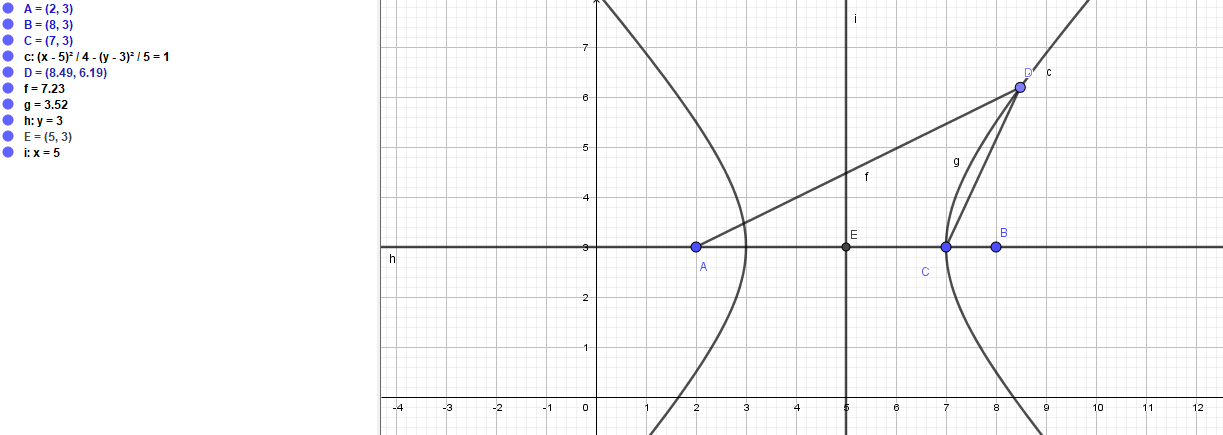 A = (2, 3)
B = (8, 3)
C = (7, 3)
c: (x - 5)² / 4 - (y - 3)² / 5 = 1
D = (8.49, 6.19)
f = 7.23
g = 3.52
h: y = 3
E = (5, 3)
i: x = 5
i
7
D c
6
5
g
f
4
E B
3
h A C
2
1
-4 -3 -2 -1 0 1 2 3 4 5 6 7 8 9 10 11 12